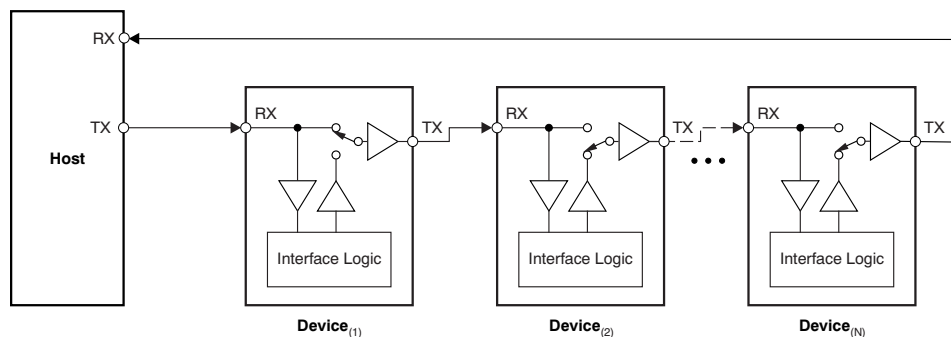 RX
TX
Host
RX
TX
Interface Logic
Device(1)
RX
TX
Interface Logic
Device(2)
RX
TX
Interface Logic
Device(N)